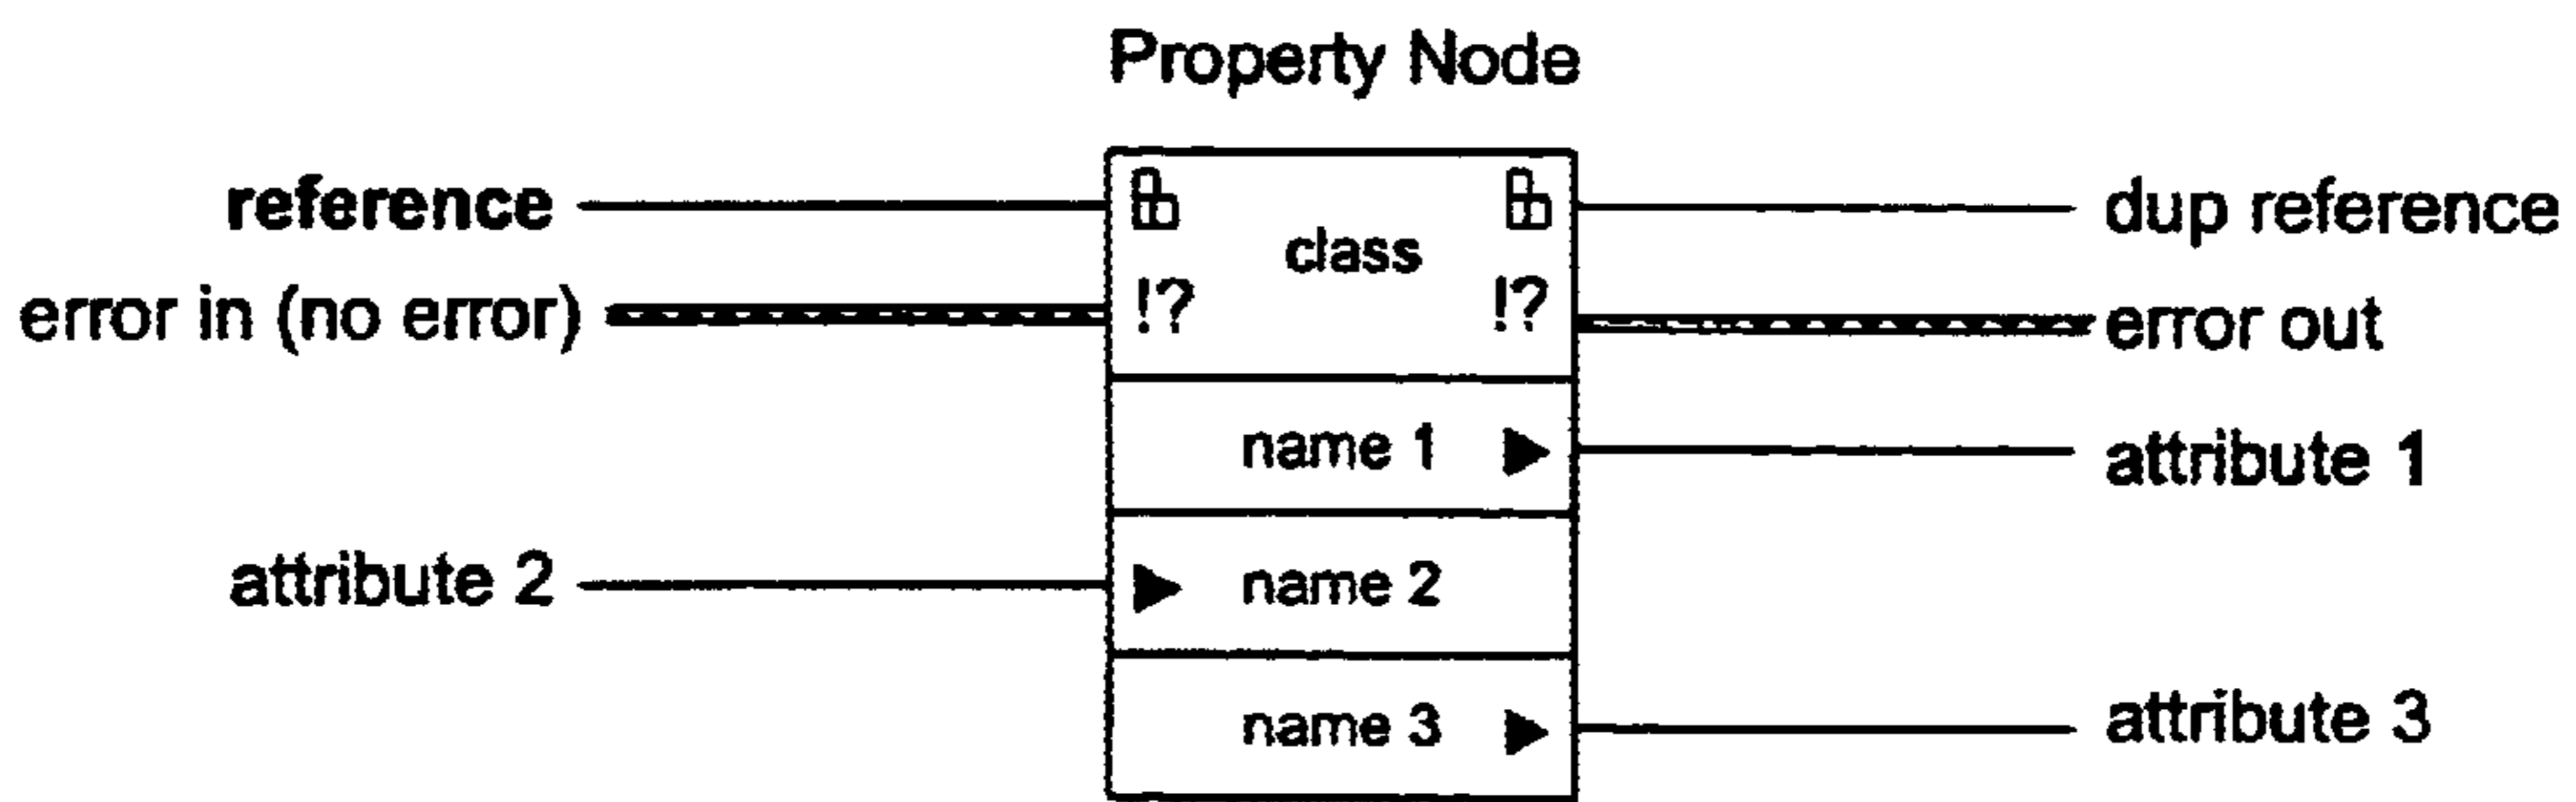 Property Node
reference
dup reference
class
error in (no error)
!?
!?
error out
name 1
attribute 1
attribute 2
name 2
name 3
attribute 3